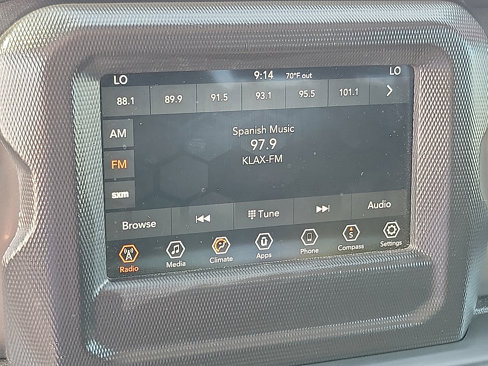 LO 9:14 70°F out LO
88.1 89.9 91.5 93.1 95.5 101.1
AM
FM
sxm
Spanish Music
97.9
KLAX-FM
Browse Tune Audio
Radio Media Climate Apps Phone Compass Settings
S